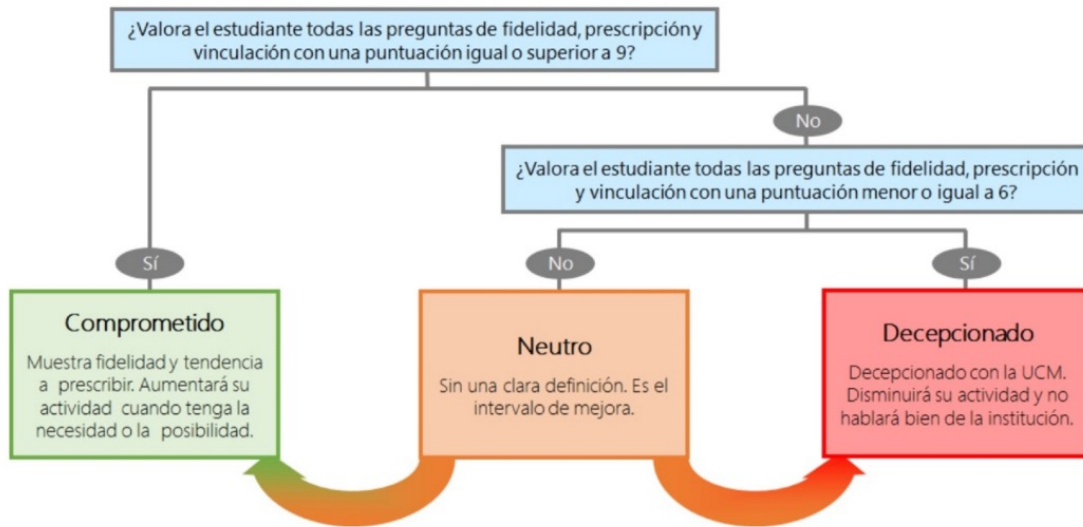 ¿Valora el estudiante todas las preguntas de fidelidad, prescripción y
vinculación con una puntuación igual o superior a 9?
No
¿Valora el estudiante todas las preguntas de fidelidad, prescripción
y vinculación con una puntuación menor o igual a 6?
Sí
No
Sí
Comprometido
Muestra fidelidad y tendencia
a prescribir. Aumentará su
actividad cuando tenga la
necesidad o la posibilidad.
Neutro
Sin una clara definición. Es el
intervalo de mejora.
Decepcionado
Decepcionado con la UCM.
Disminuirá su actividad y no
hablará bien de la institución.